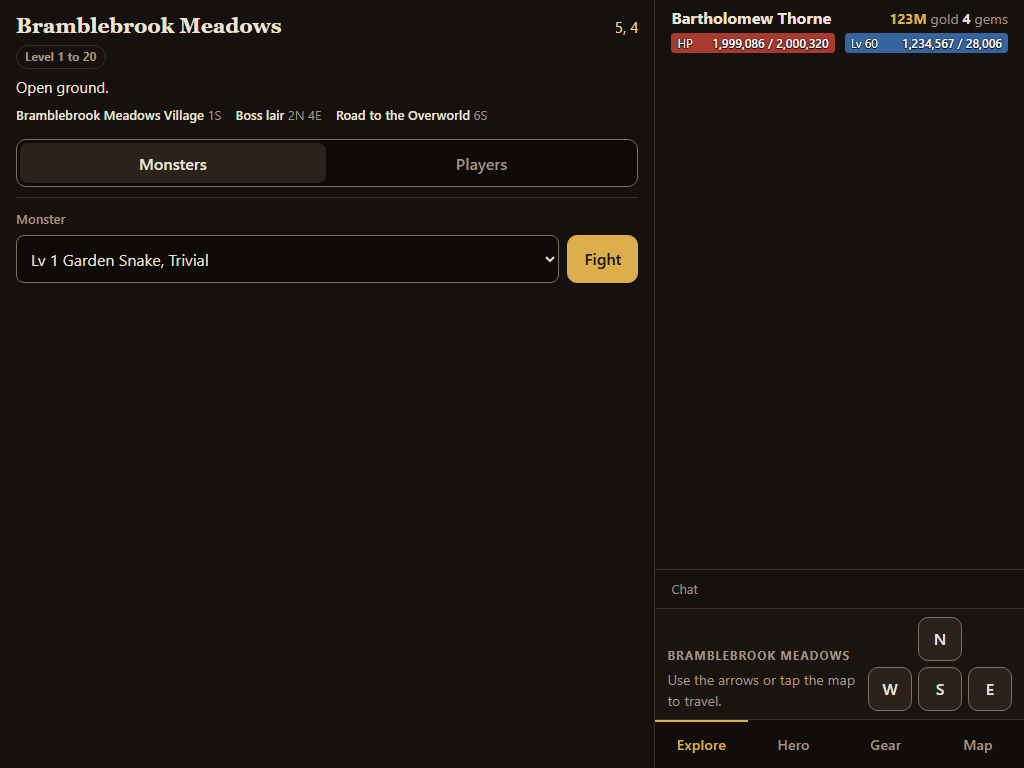 Bramblebrook Meadows
5, 4
Level 1 to 20
Open ground.
Bramblebrook Meadows Village 1S Boss lair 2N 4E Road to the Overworld 6S
Monsters Players
Monster
Lv 1 Garden Snake, Trivial
Fight
Bartholomew Thorne 123M gold 4 gems
HP 1,999,086 / 2,000,320 Lv 60 1,234,567 / 28,006
Chat
BRAMBLEBROOK MEADOWS
Use the arrows or tap the map
to travel.
N
W S E
Explore Hero Gear Map